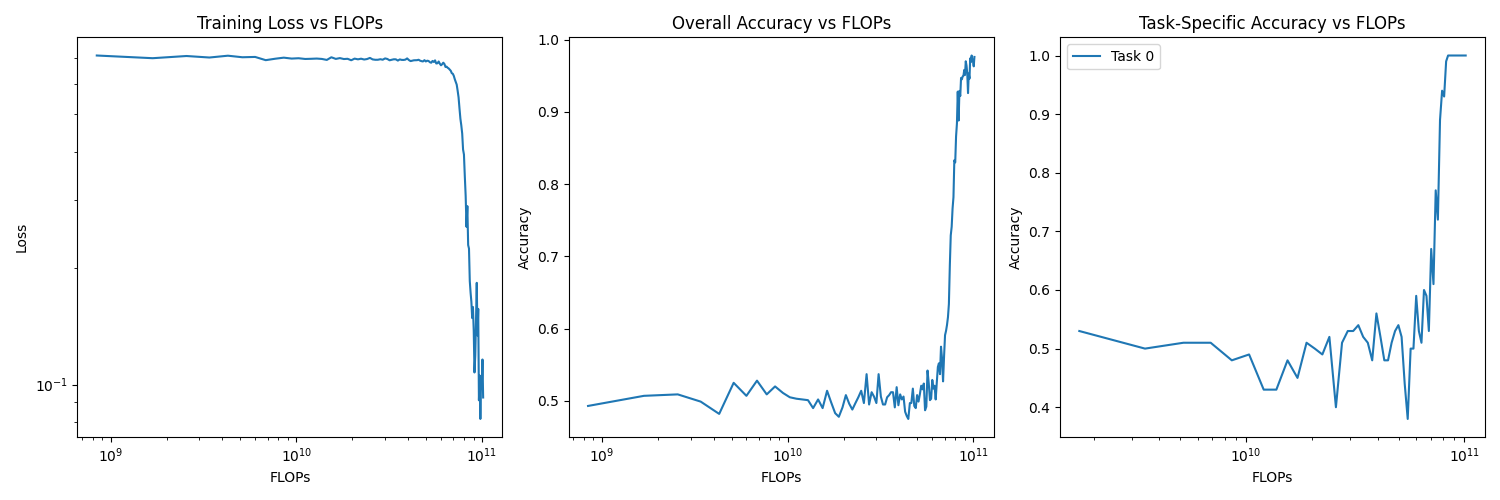 Training Loss vs FLOPs
Loss
10⁻¹
10⁹
10¹⁰
10¹¹
FLOPs
Overall Accuracy vs FLOPs
Accuracy
1.0
0.9
0.8
0.7
0.6
0.5
10⁹
10¹⁰
10¹¹
FLOPs
Task-Specific Accuracy vs FLOPs
Task 0
Accuracy
1.0
0.9
0.8
0.7
0.6
0.5
0.4
10¹⁰
10¹¹
FLOPs